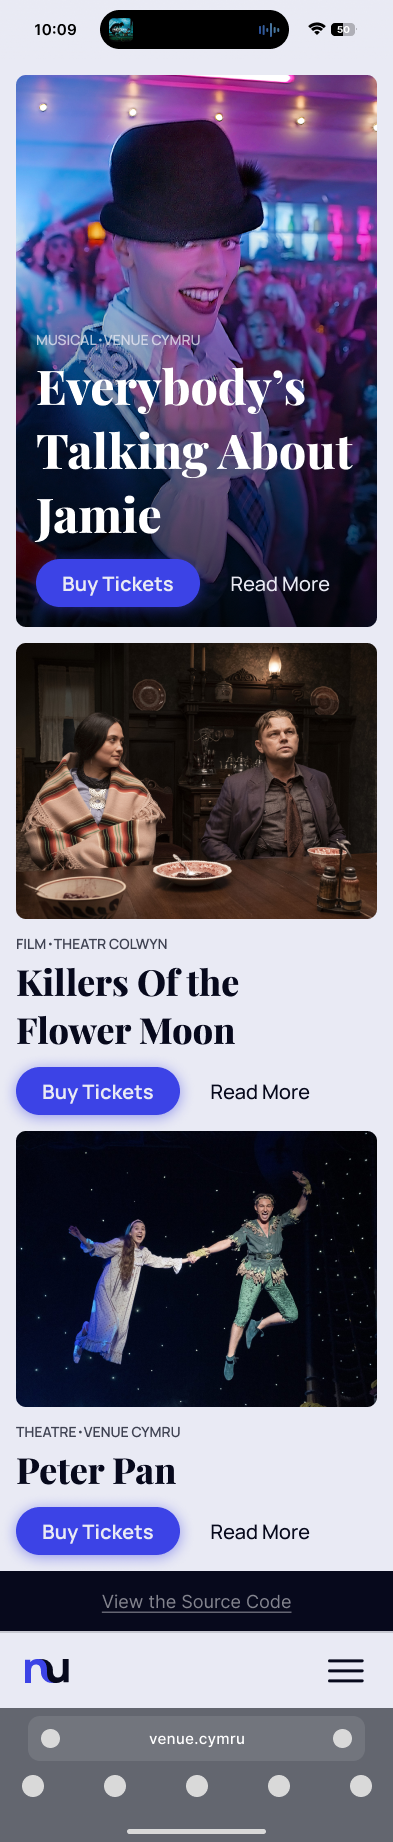 10:09
50
MUSICAL•VENUE CYMRU
Everybody’s
Talking About
Jamie
Buy Tickets
Read More
FILM•THEATR COLWYN
Killers Of the
Flower Moon
Buy Tickets
Read More
THEATRE•VENUE CYMRU
Peter Pan
Buy Tickets
Read More
View the Source Code
nu
venue.cymru